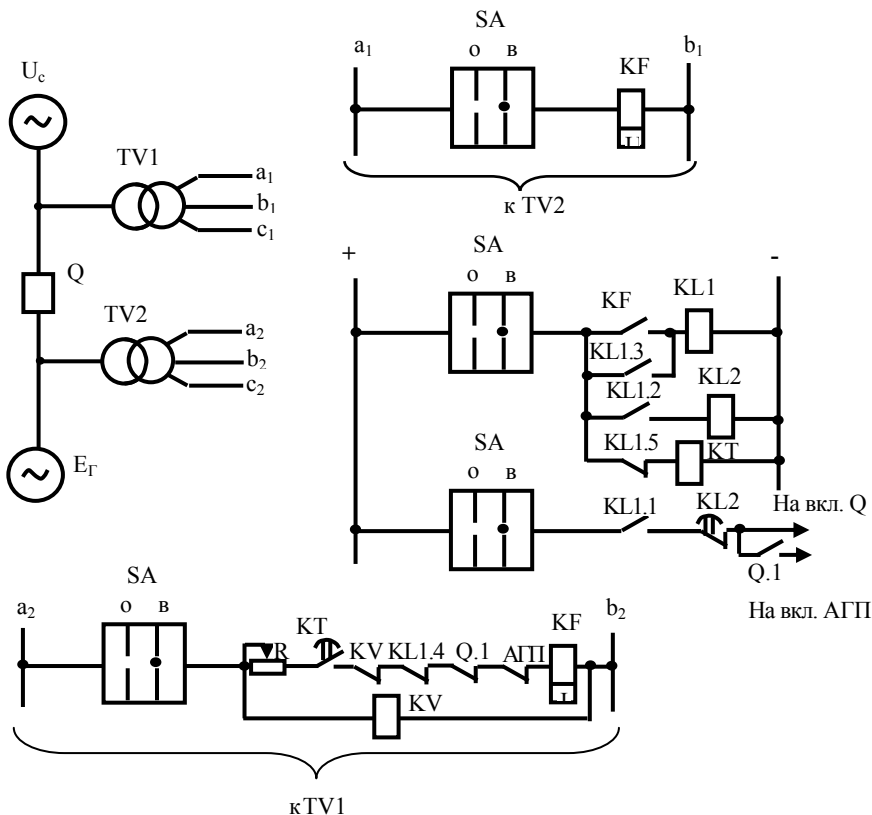 SA
a₁
о в
KF
b₁
U
к TV2
U_c
TV1
a₁
b₁
c₁
Q
TV2
a₂
b₂
c₂
E_Г
+
SA
о в
KF
KL1
-
KL1.3
KL1.2
KL2
KL1.5
KT
SA
о в
KL1.1
KL2
На вкл. Q
Q.1
На вкл. АГП
SA
a₂
о в
KT
R
KV
KL1.4
Q.1
АГП
KF
b₂
KV
кTV1